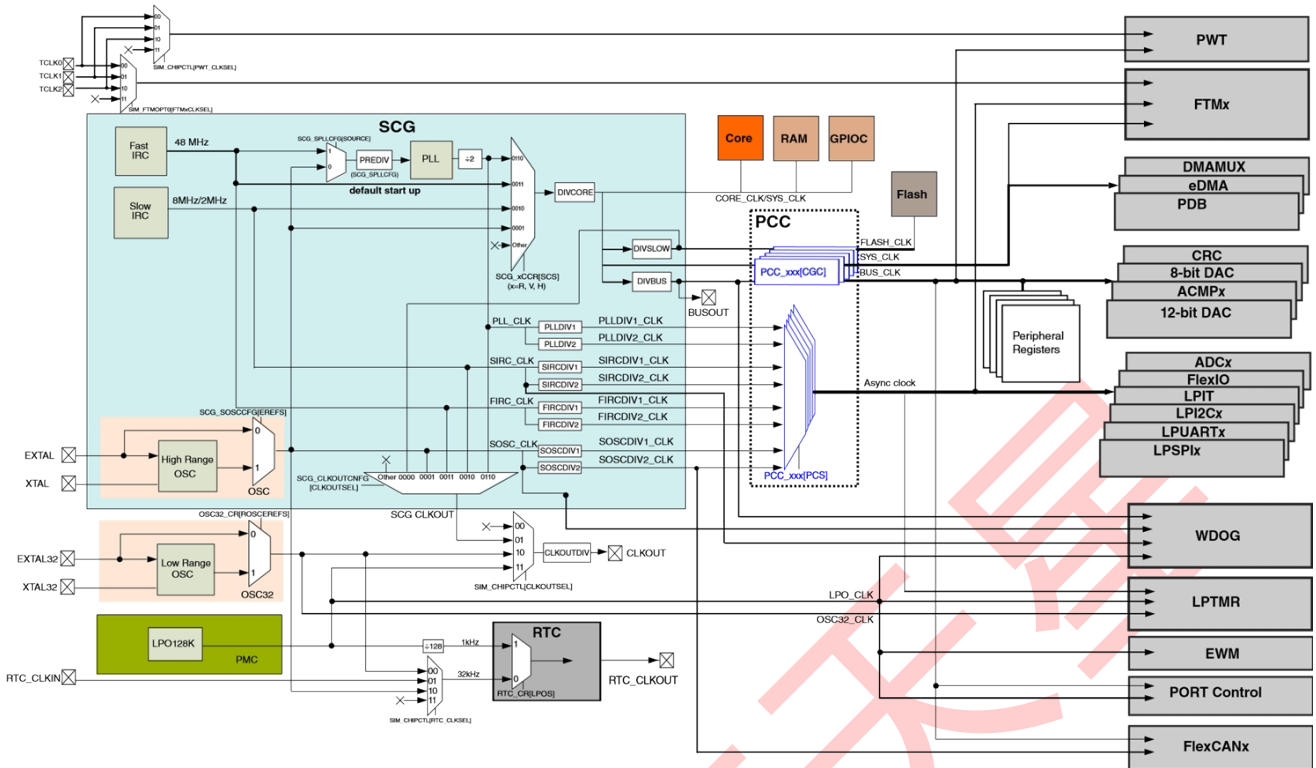 TCLK0
TCLK1
TCLK2
00
01
10
11
SIM_CHIPCTL[PWT_CLKSEL]
00
01
10
11
SIM_FTMOPT0[FTMxCLKSEL]
PWT
FTMx
SCG
Fast
IRC
48 MHz
SCG_SPLLCFG[SOURCE]
1
0
PREDIV
(SCG_SPLLCFG)
PLL
÷2
default start up
Slow
IRC
8MHz/2MHz
0110
0011
0010
0001
Other
SCG_xCCR[SCS]
(x=R, V, H)
DIVCORE
DIVSLOW
DIVBUS
BUSOUT
Core
RAM
GPIOC
CORE_CLK/SYS_CLK
Flash
PCC
FLASH_CLK
SYS_CLK
BUS_CLK
PCC_xxx[CGC]
DMAMUX
eDMA
PDB
CRC
8-bit DAC
ACMPx
12-bit DAC
Peripheral
Registers
PLL_CLK
PLLDIV1
PLLDIV1_CLK
PLLDIV2
PLLDIV2_CLK
SIRC_CLK
SIRCDIV1
SIRCDIV1_CLK
SIRCDIV2
SIRCDIV2_CLK
FIRC_CLK
FIRCDIV1
FIRCDIV1_CLK
FIRCDIV2
FIRCDIV2_CLK
SOSC_CLK
SOSCDIV1
SOSCDIV1_CLK
SOSCDIV2
SOSCDIV2_CLK
Async clock
PCC_xxx[PCS]
ADCx
FlexIO
LPIT
LPI2Cx
LPUARTx
LPSPIx
SCG_SOSCCFG[EREFS]
EXTAL
XTAL
High Range
OSC
0
1
OSC
SCG_CLKOUTCNFG
[CLKOUTSEL]
Other 0000 0001 0011 0010 0110
SCG CLKOUT
OSC32_CR[ROSCEREFS]
EXTAL32
XTAL32
Low Range
OSC
0
1
OSC32
00
01
10
11
CLKOUTDIV
CLKOUT
SIM_CHIPCTL[CLKOUTSEL]
WDOG
LPO_CLK
OSC32_CLK
LPTMR
LPO128K
PMC
÷128
1kHz
RTC
1
0
RTC_CR[LPOS]
RTC_CLKOUT
RTC_CLKIN
00
01
10
11
32kHz
SIM_CHIPCTL[RTC_CLKSEL]
EWM
PORT Control
FlexCANx